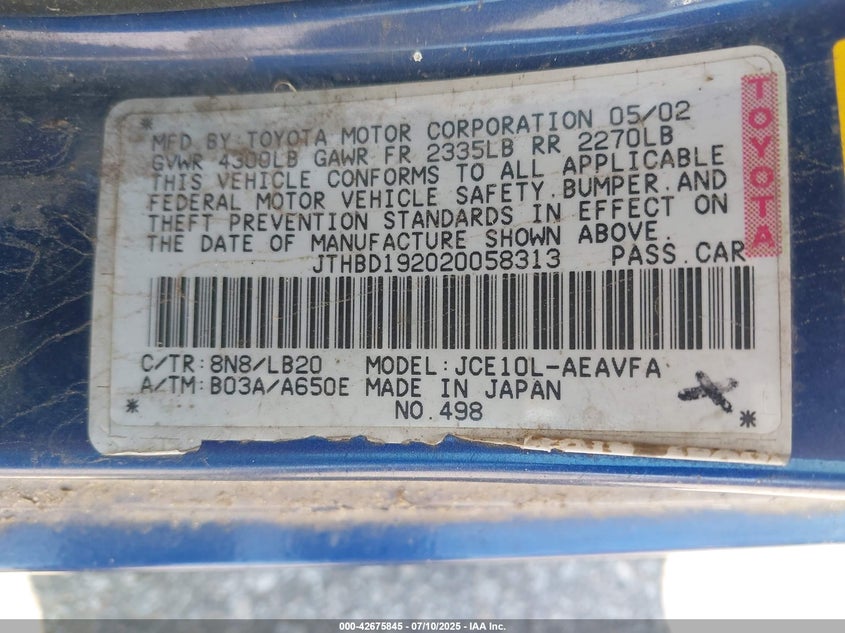 MFD BY: TOYOTA MOTOR CORPORATION 05/02
GVWR 4309LB GAWR FR 2335LB RR 2270LB
THIS VEHICLE CONFORMS TO ALL APPLICABLE
FEDERAL MOTOR VEHICLE SAFETY, BUMPER, AND
THEFT PREVENTION STANDARDS IN EFFECT ON
THE DATE OF MANUFACTURE SHOWN ABOVE.
JTHBD192020058313 PASS. CAR
C/TR: 8N8/LB20 MODEL: JCE10L-AEAVFA
A/TM: B03A/A650E MADE IN JAPAN
NO. 498
TOYOTA
000-42675845 | 07/10/2025 | IAA Inc.